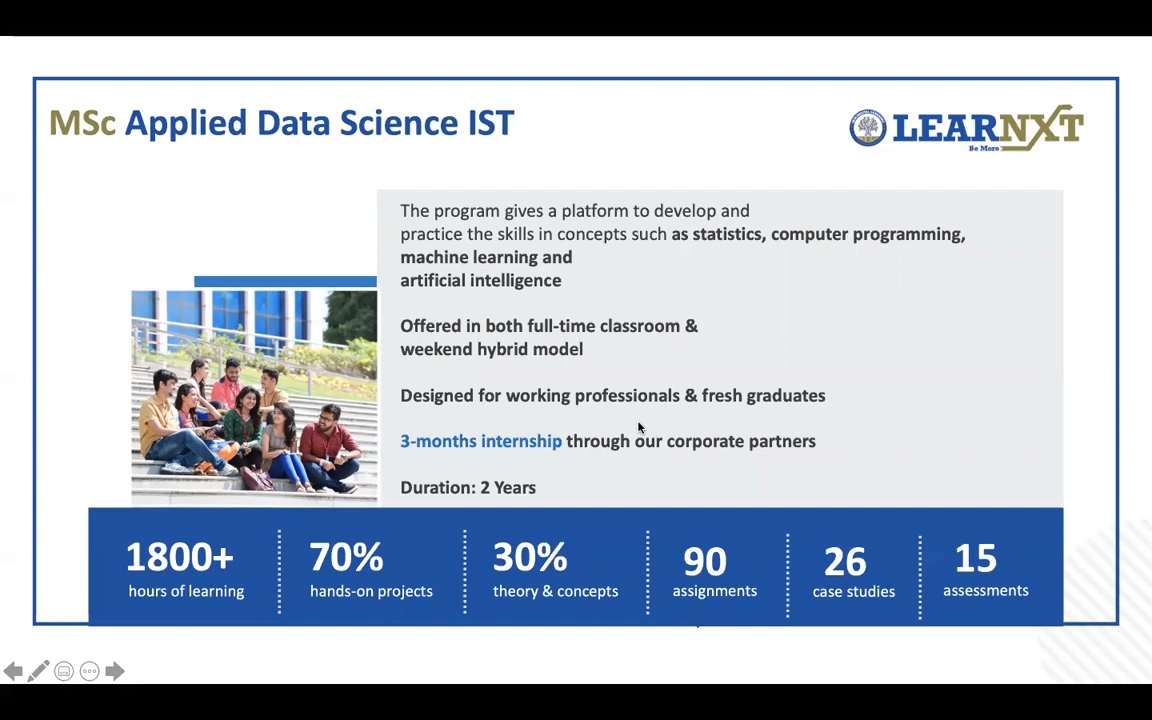 MSc Applied Data Science IST
LEARNXT
Be More
The program gives a platform to develop and
practice the skills in concepts such as statistics, computer programming,
machine learning and
artificial intelligence
Offered in both full-time classroom &
weekend hybrid model
Designed for working professionals & fresh graduates
3-months internship through our corporate partners
Duration: 2 Years
1800+
hours of learning
70%
hands-on projects
30%
theory & concepts
90
assignments
26
case studies
15
assessments